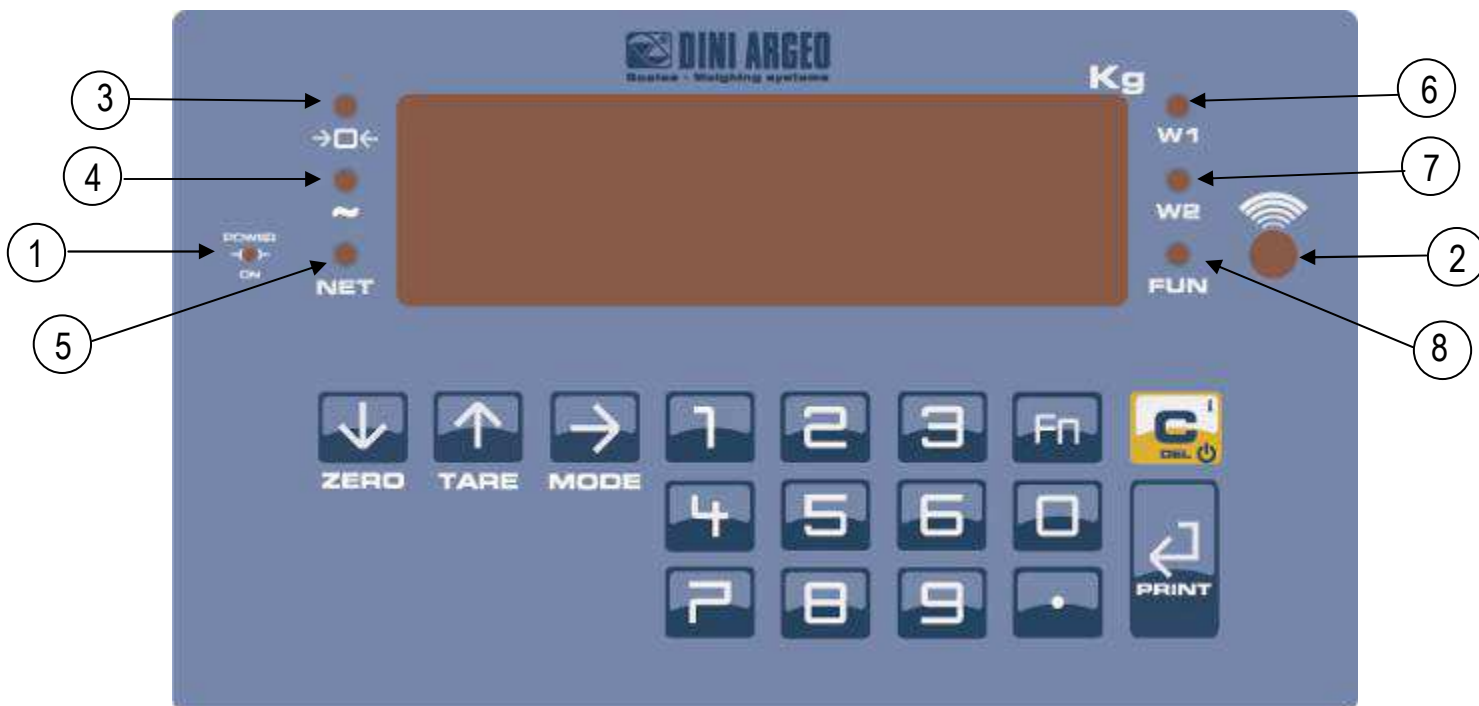 DINI ARGEO
Scales - Weighing systems
Kg
3
6
→□←
W1
4
7
~
W2
1
POWER
ON
2
NET
FUN
5
8
↓ ↑ → 1 2 3 Fn C i
DEL
ZERO TARE MODE
4 5 6 0
PRINT
7 8 9 .